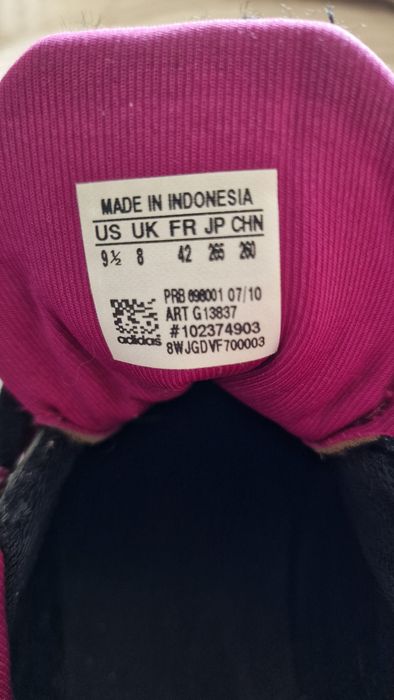 MADE IN INDONESIA
US UK FR JP CHN
9½ 8 42 265 260
PRB 698001 07/10
ART G13837
#102374903
adidas 8WJGDVF700003